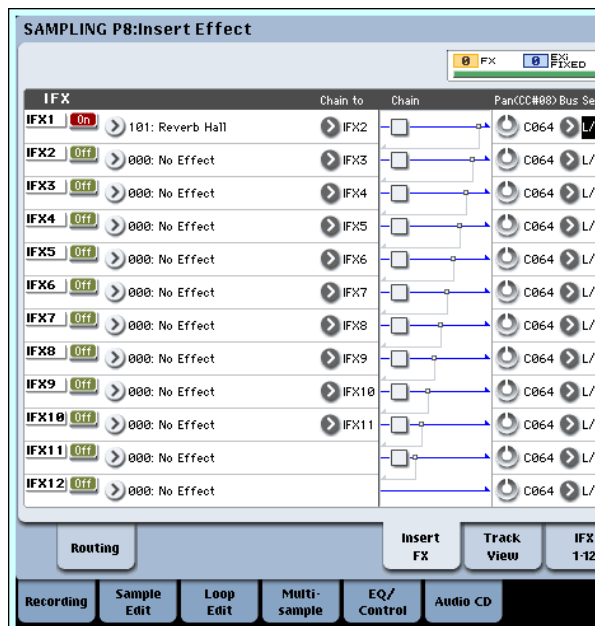 SAMPLING P8:Insert Effect
0 FX 0 EXi FIXED
IFX Chain to Chain Pan(CC#08) Bus Se
IFX1 On 101: Reverb Hall IFX2 C064 L/
IFX2 Off 000: No Effect IFX3 C064 L/
IFX3 Off 000: No Effect IFX4 C064 L/
IFX4 Off 000: No Effect IFX5 C064 L/
IFX5 Off 000: No Effect IFX6 C064 L/
IFX6 Off 000: No Effect IFX7 C064 L/
IFX7 Off 000: No Effect IFX8 C064 L/
IFX8 Off 000: No Effect IFX9 C064 L/
IFX9 Off 000: No Effect IFX10 C064 L/
IFX10 Off 000: No Effect IFX11 C064 L/
IFX11 Off 000: No Effect C064 L/
IFX12 Off 000: No Effect C064 L/
Routing Insert FX Track View IFX 1-12
Recording Sample Edit Loop Edit Multi-sample EQ/Control Audio CD